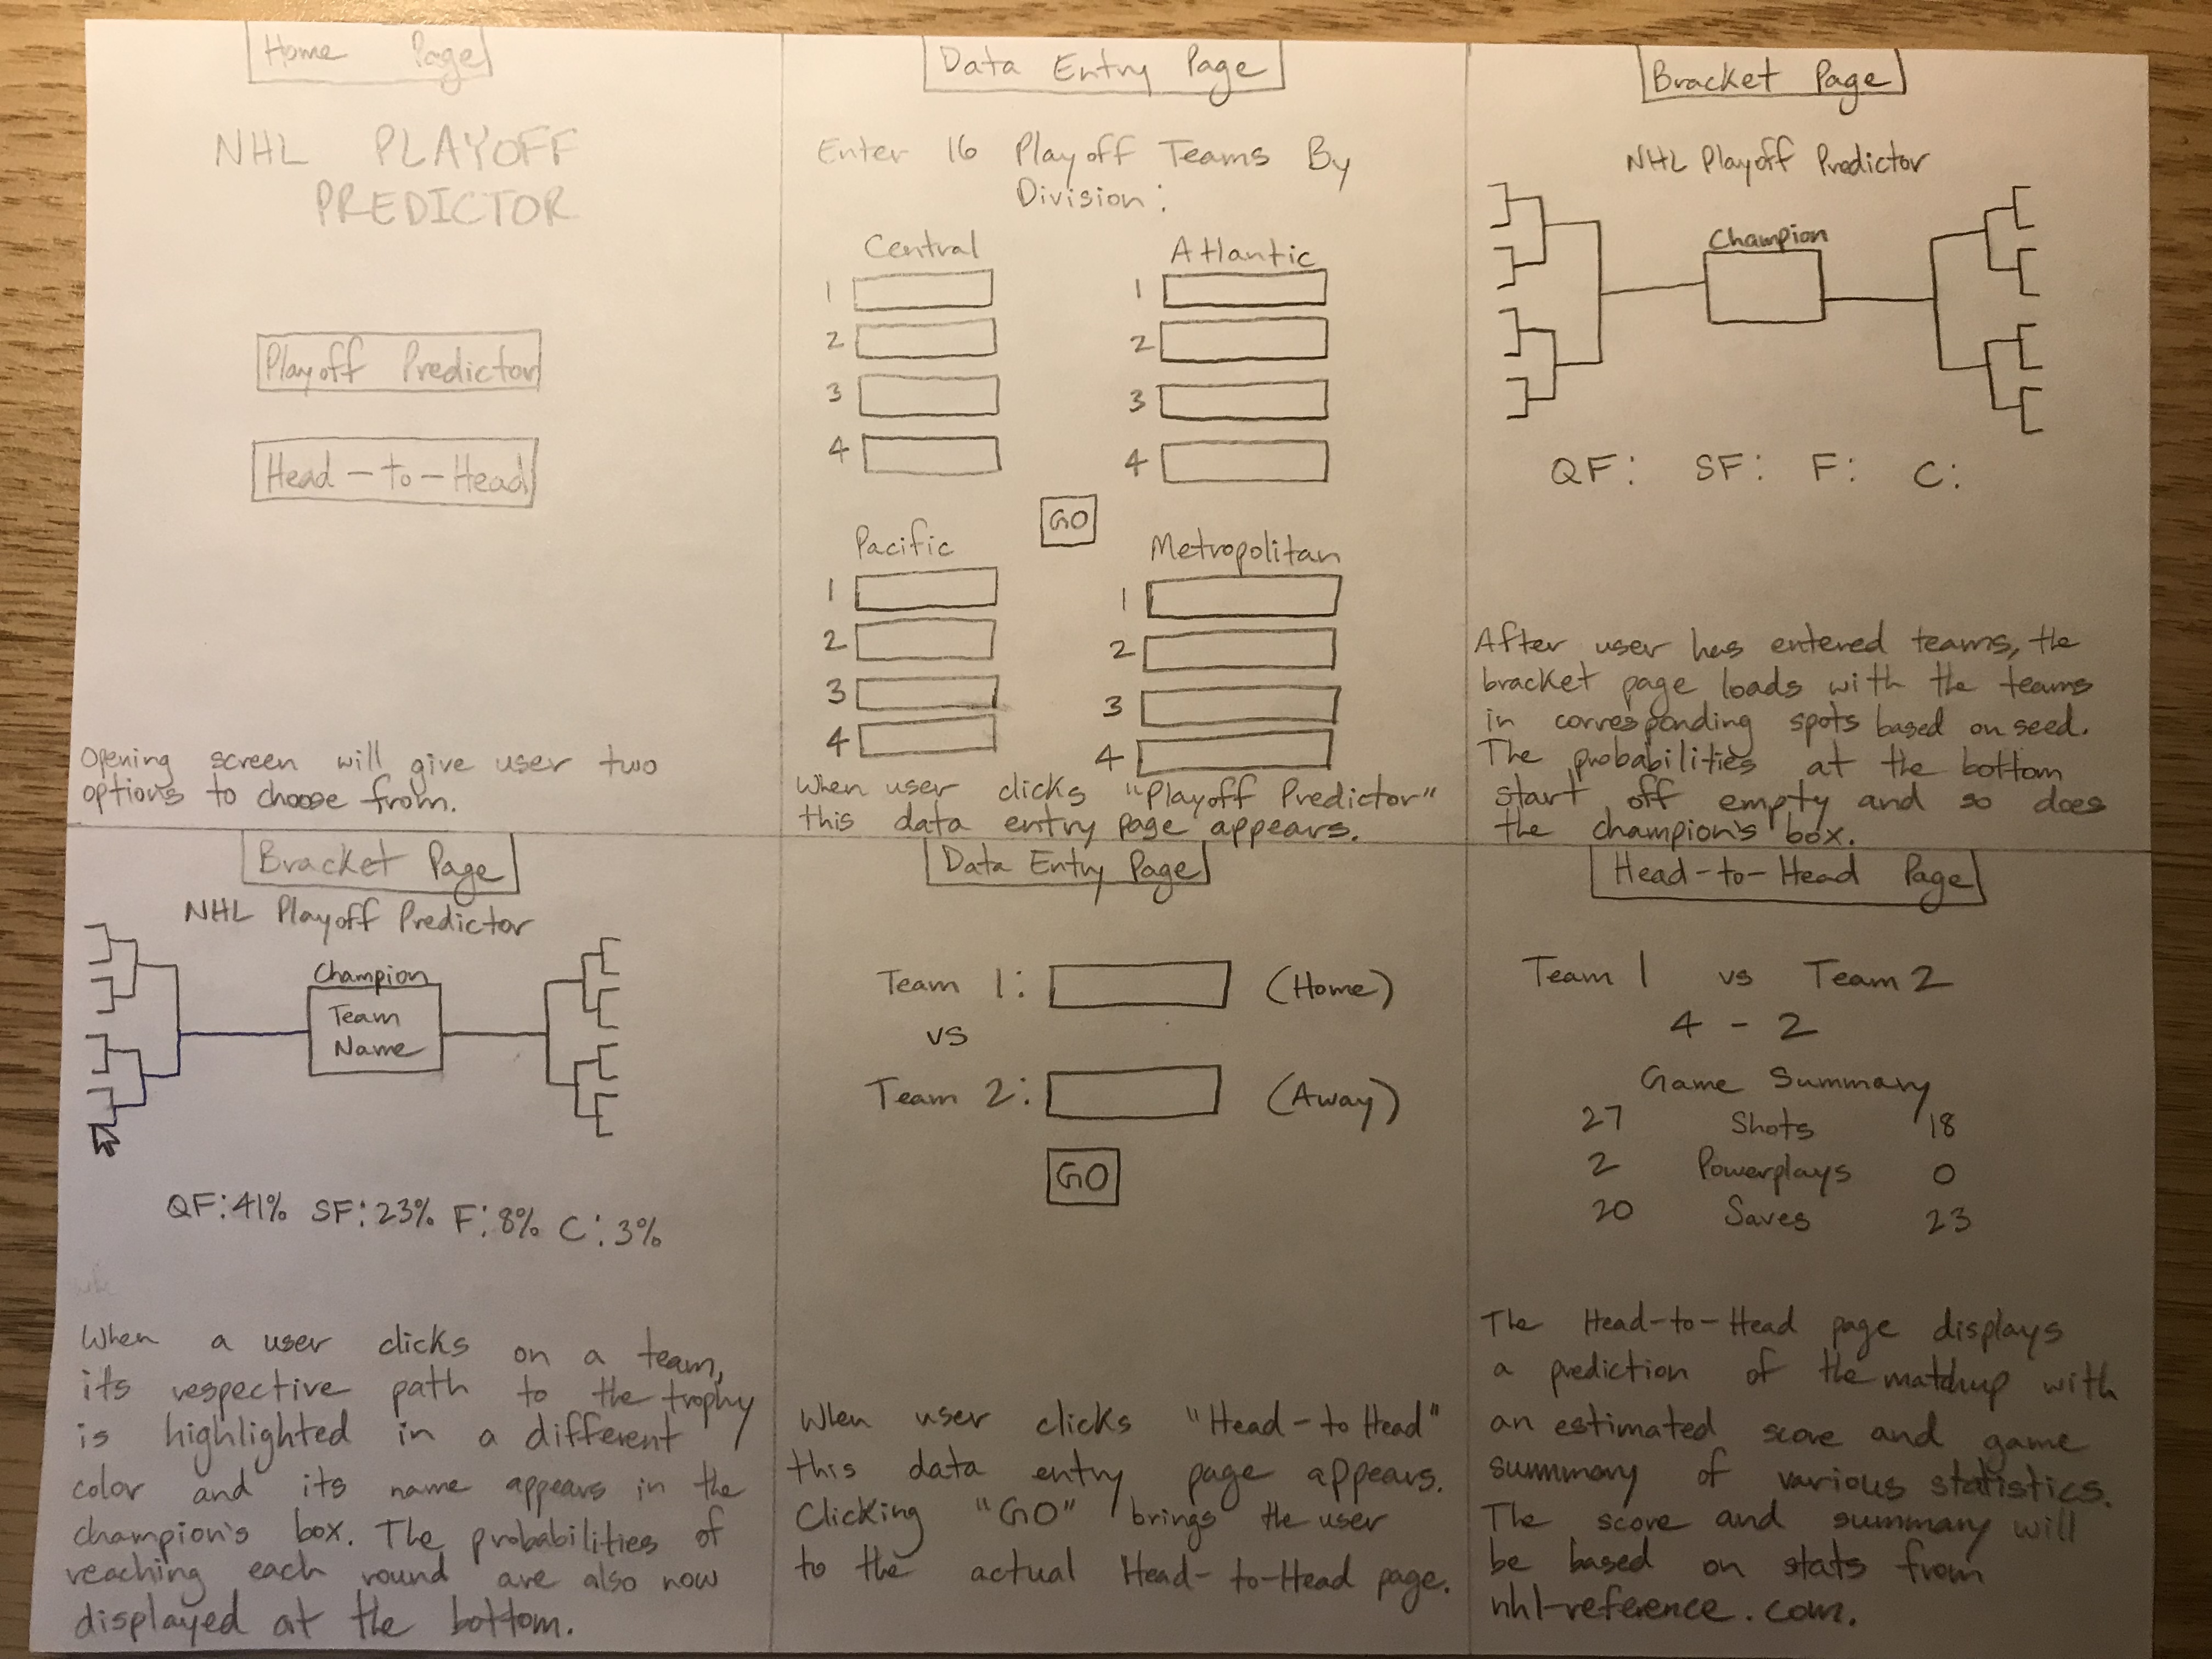 Home Page
NHL PLAYOFF
PREDICTOR
Playoff Predictor
Head-to-Head
Opening screen will give user two
options to choose from.
Data Entry Page
Enter 16 Playoff Teams By
Division:
Central
1
2
3
4
Atlantic
1
2
3
4
GO
Pacific
1
2
3
4
Metropolitan
1
2
3
4
When user clicks "Playoff Predictor"
this data entry page appears.
Bracket Page
NHL Playoff Predictor
Champion
QF: SF: F: C:
After user has entered teams, the
bracket page loads with the teams
in corresponding spots based on seed.
The probabilities at the bottom
start off empty and so does
the champion's box.
Bracket Page
NHL Playoff Predictor
Champion
Team
Name
QF:41% SF:23% F:8% C:3%
When a user clicks on a team,
its respective path to the trophy
is highlighted in a different
color and its name appears in the
champion's box. The probabilities of
reaching each round are also now
displayed at the bottom.
Data Entry Page
Team 1: (Home)
vs
Team 2: (Away)
GO
When user clicks "Head-to Head"
this data entry page appears.
Clicking "GO" brings the user
to the actual Head-to-Head page.
Head-to-Head Page
Team 1 vs Team 2
4 - 2
Game Summary
27 Shots 18
2 Powerplays 0
20 Saves 23
The Head-to-Head page displays
a prediction of the matchup with
an estimated score and game
summary of various statistics.
The score and summary will
be based on stats from
nhl-reference.com.